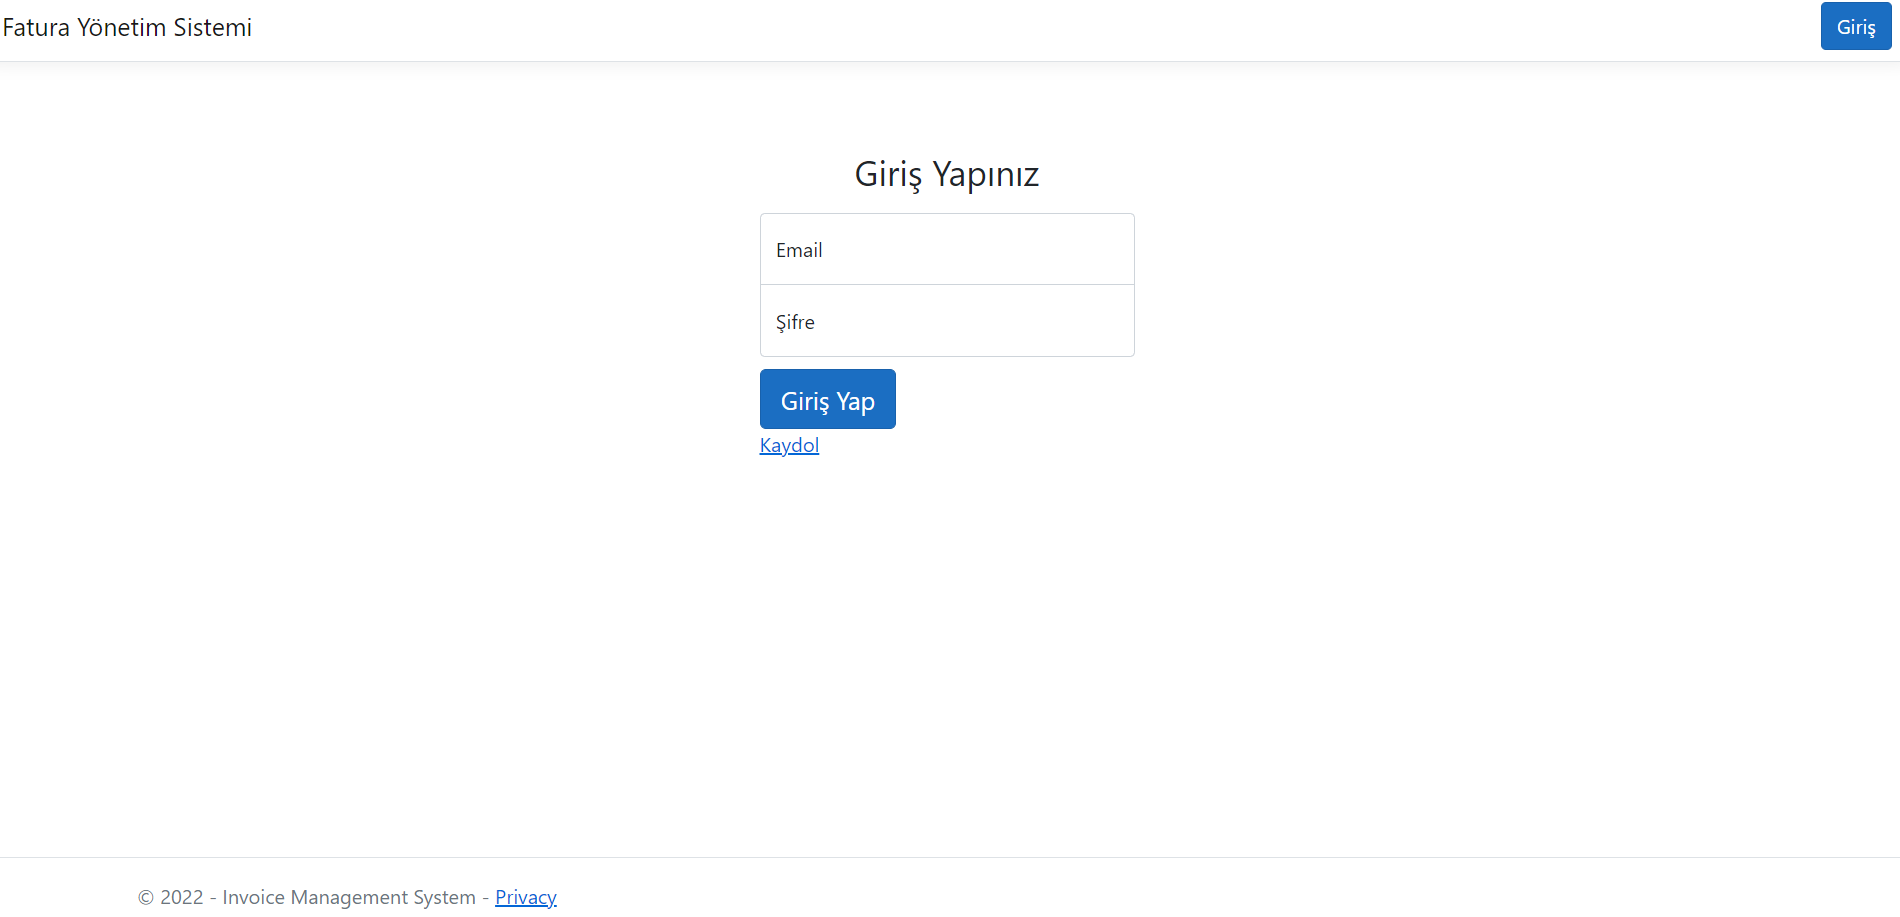 Fatura Yönetim Sistemi
Giriş
Giriş Yapınız
Email
Şifre
Giriş Yap
Kaydol
© 2022 - Invoice Management System - Privacy